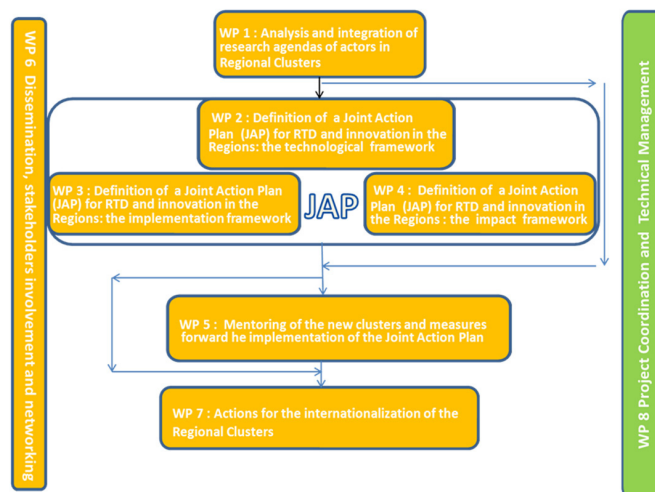 WP 1 : Analysis and integration of
research agendas of actors in
Regional Clusters
WP 2 : Definition of a Joint Action
Plan (JAP) for RTD and innovation in the
Regions: the technological framework
WP 3 : Definition of a Joint Action Plan
(JAP) for RTD and innovation in the
Regions: the implementation framework
JAP
WP 4 : Definition of a Joint Action
Plan (JAP) for RTD and innovation in
the Regions : the impact framework
WP 5 : Mentoring of the new clusters and measures
forward he implementation of the Joint Action Plan
WP 7 : Actions for the internationalization of the
Regional Clusters
WP 6 Dissemination, stakeholders involvement and networking
WP 8 Project Coordination and Technical Management